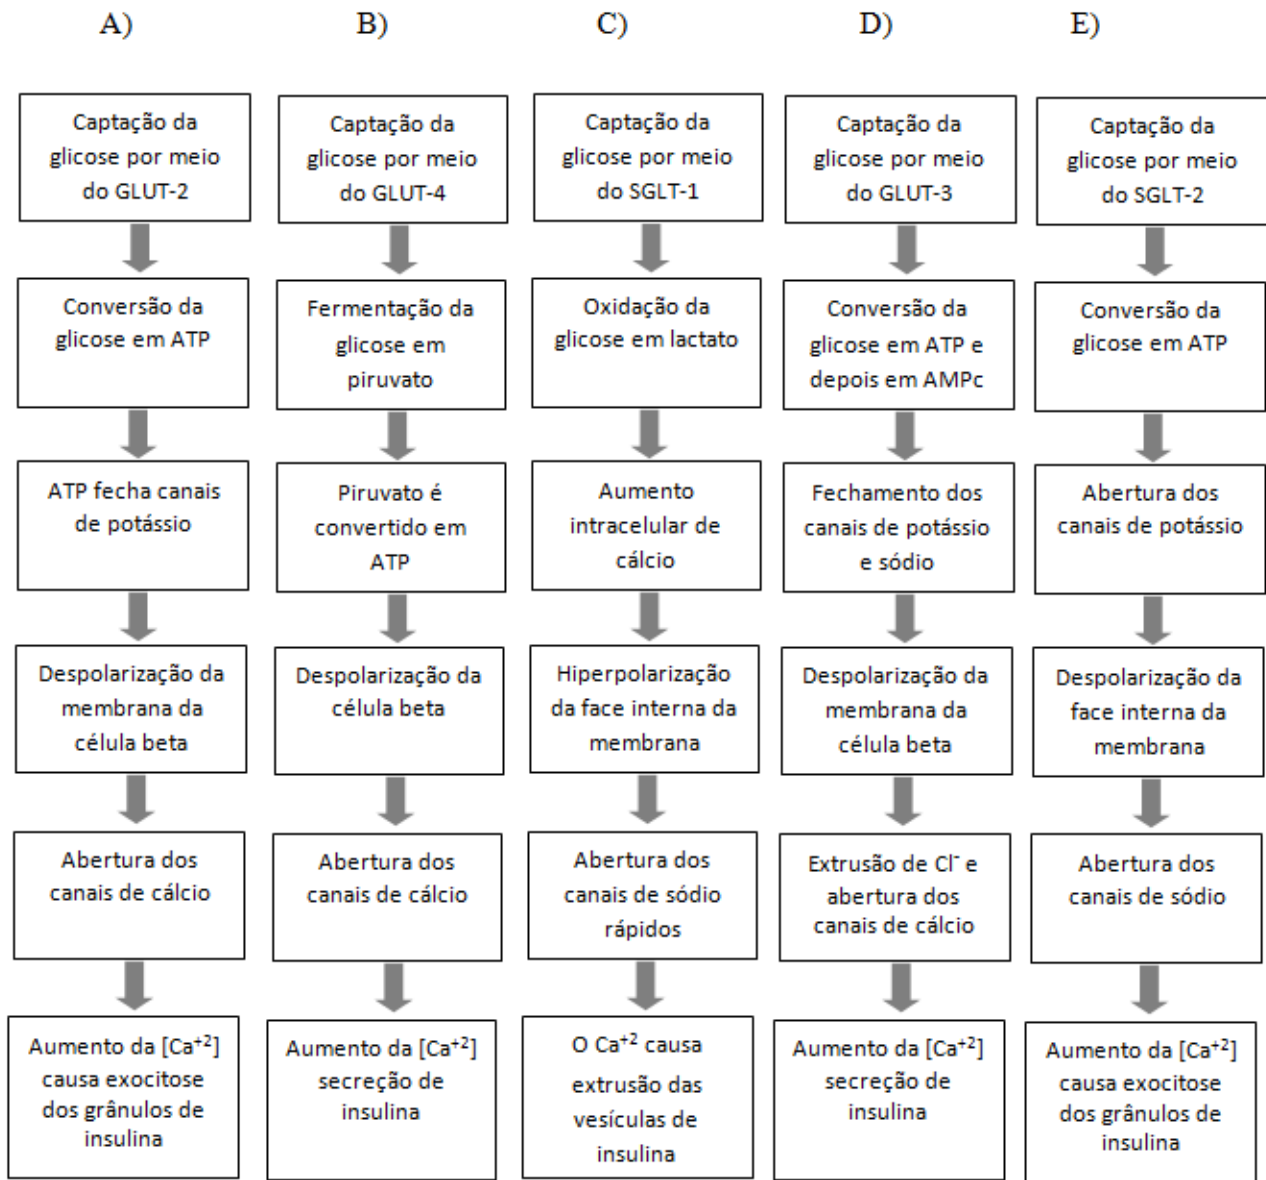 A)
B)
C)
D)
E)
Captação da
glicose por meio
do GLUT-2
Conversão da
glicose em ATP
ATP fecha canais
de potássio
Despolarização da
membrana da
célula beta
Abertura dos
canais de cálcio
Aumento da [Ca⁺²]
causa exocitose
dos grânulos de
insulina
Captação da
glicose por meio
do GLUT-4
Fermentação da
glicose em
piruvato
Piruvato é
convertido em
ATP
Despolarização da
célula beta
Abertura dos
canais de cálcio
Aumento da [Ca⁺²]
secreção de
insulina
Captação da
glicose por meio
do SGLT-1
Oxidação da
glicose em lactato
Aumento
intracelular de
cálcio
Hiperpolarização
da face interna da
membrana
Abertura dos
canais de sódio
rápidos
O Ca⁺² causa
extrusão das
vesículas de
insulina
Captação da
glicose por meio
do GLUT-3
Conversão da
glicose em ATP e
depois em AMPc
Fechamento dos
canais de potássio
e sódio
Despolarização da
membrana da
célula beta
Extrusão de Cl⁻ e
abertura dos
canais de cálcio
Aumento da [Ca⁺²]
secreção de
insulina
Captação da
glicose por meio
do SGLT-2
Conversão da
glicose em ATP
Abertura dos
canais de potássio
Despolarização da
face interna da
membrana
Abertura dos
canais de sódio
Aumento da [Ca⁺²]
causa exocitose
dos grânulos de
insulina